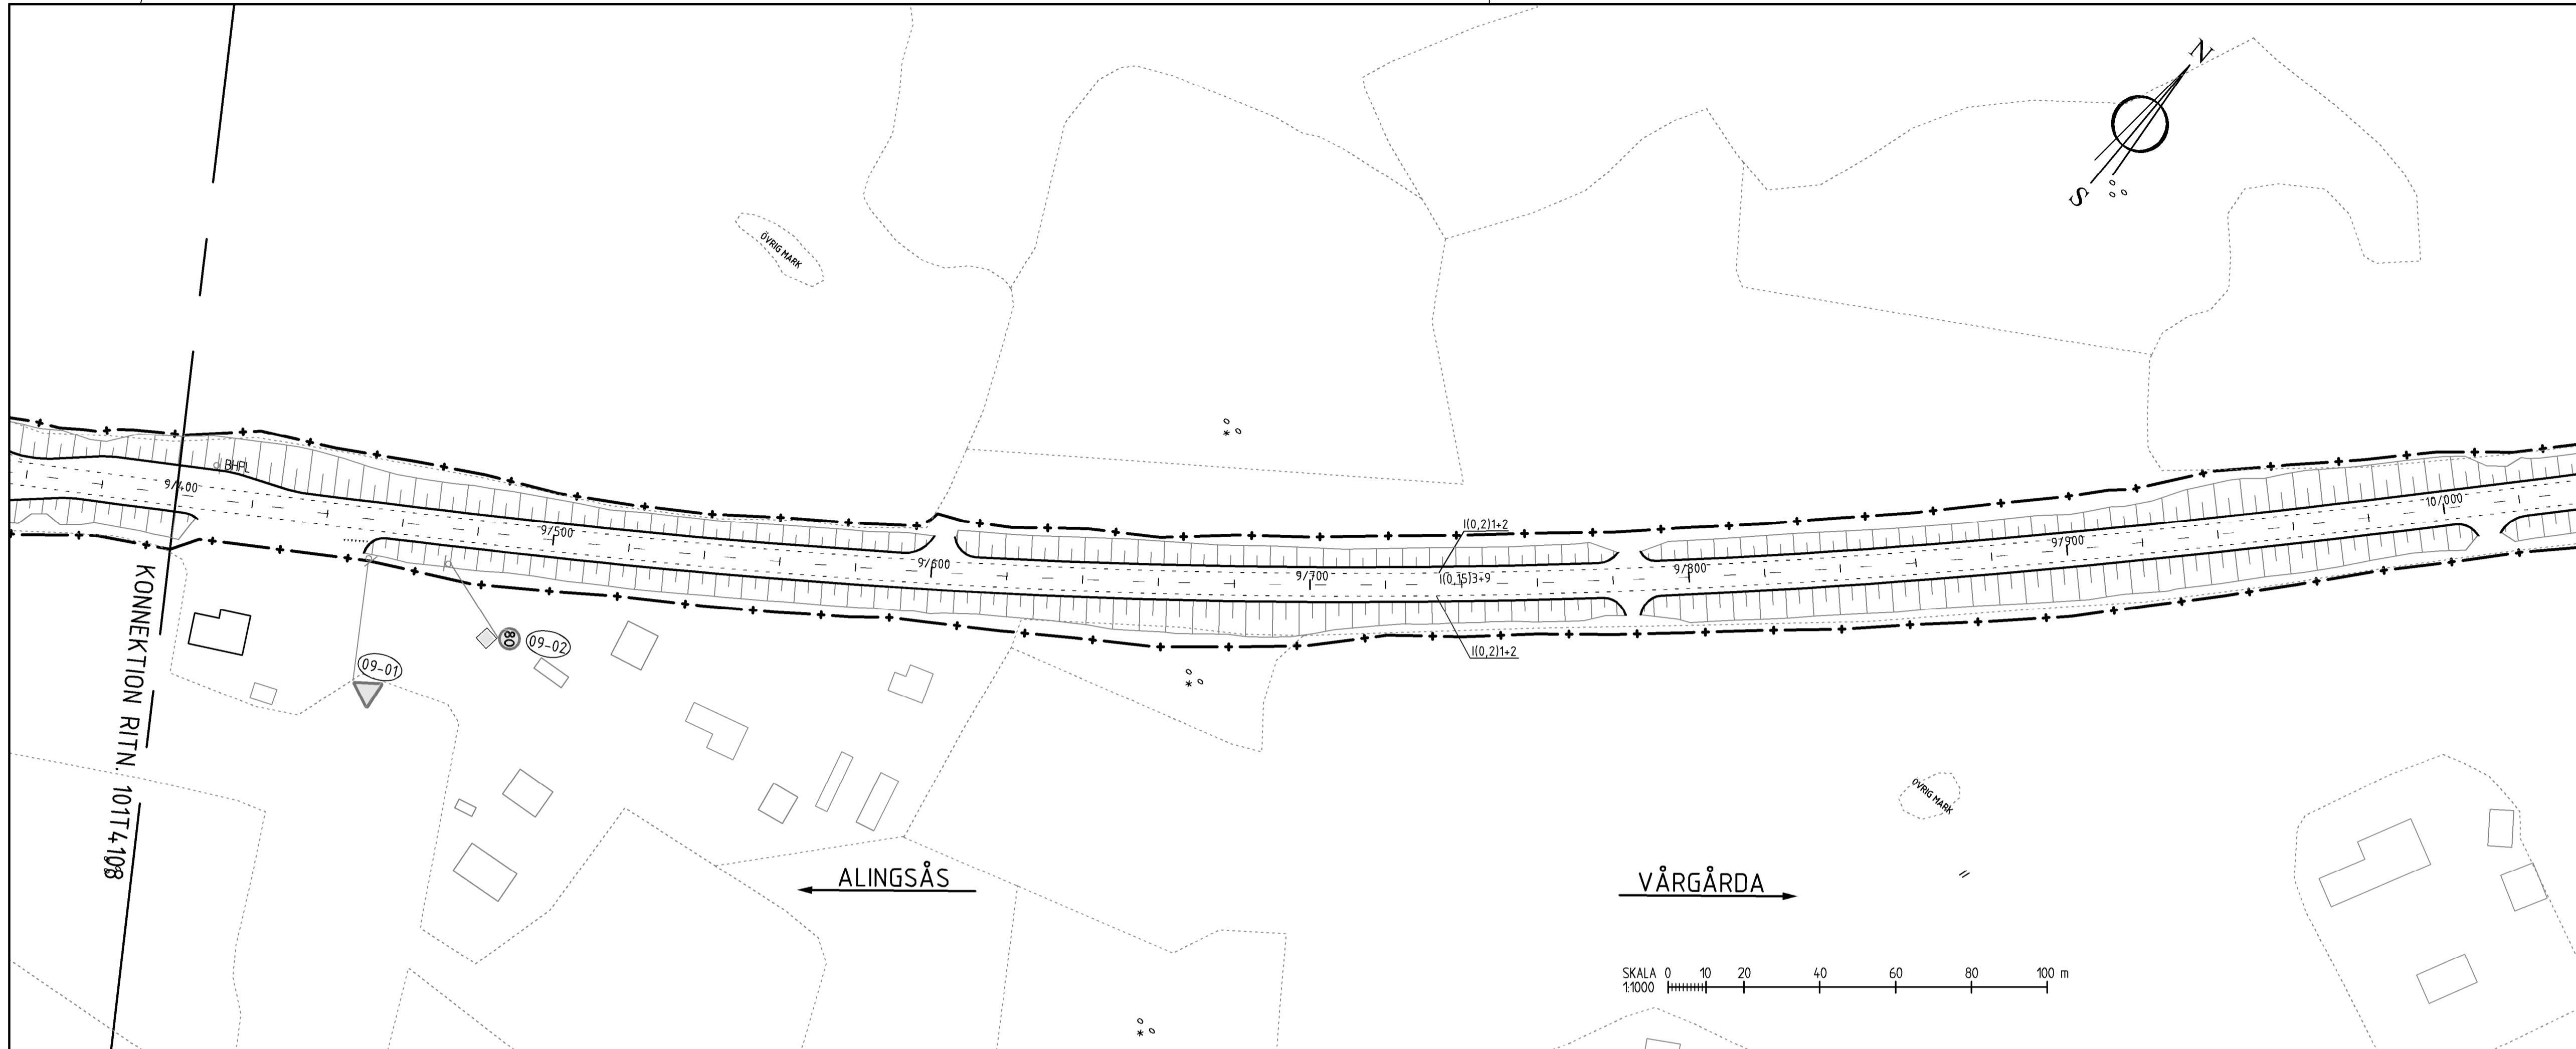 N
S
ÖVRIG MARK
BHPL
9/400
9/500
9/600
9/700
9/800
9/900
10/000
I(0,2)1+2
I(0,15)3+9
I(0,2)1+2
80
09-02
09-01
KONNEKTION RITN. 101T4108
ÖVRIG MARK
ALINGSÅS
VÅRGÅRDA
SKALA 0 10 20 40 60 80 100 m
1:1000